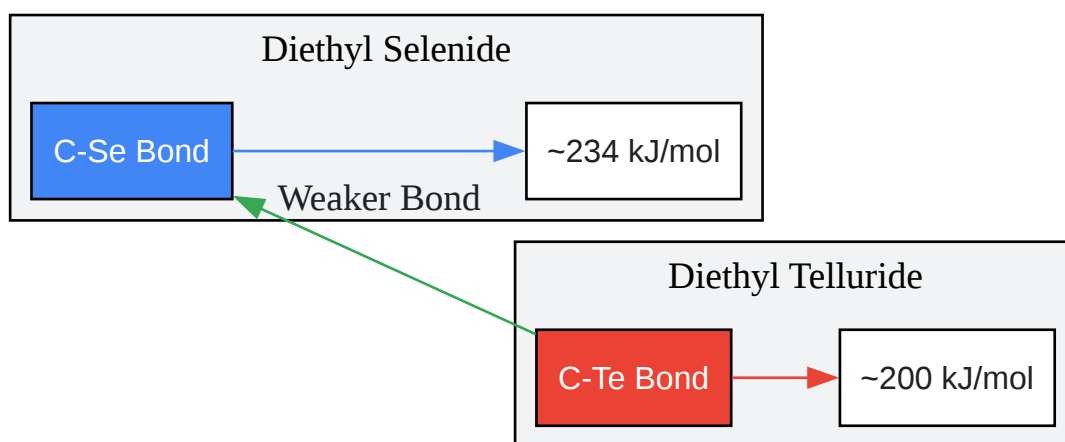 Diethyl Selenide
C-Se Bond
~234 kJ/mol
Weaker Bond
Diethyl Telluride
C-Te Bond
~200 kJ/mol